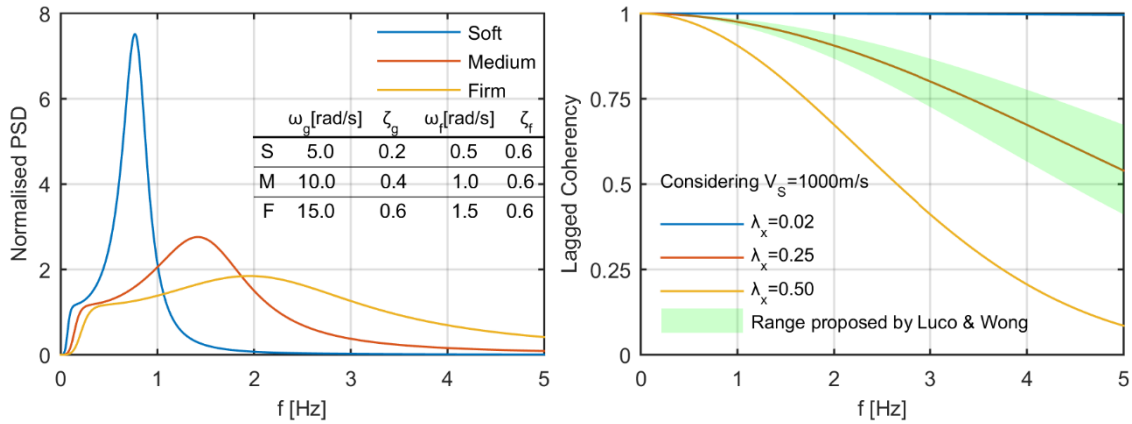 8
6
4
2
0
0 1 2 3 4 5
Normalised PSD
f [Hz]
Soft
Medium
Firm
ω_g[rad/s] ζ_g ω_f[rad/s] ζ_f
S 5.0 0.2 0.5 0.6
M 10.0 0.4 1.0 0.6
F 15.0 0.6 1.5 0.6
1
0.75
0.5
0.25
0
0 1 2 3 4 5
Lagged Coherency
f [Hz]
Considering V_S=1000m/s
λ_x=0.02
λ_x=0.25
λ_x=0.50
Range proposed by Luco & Wong